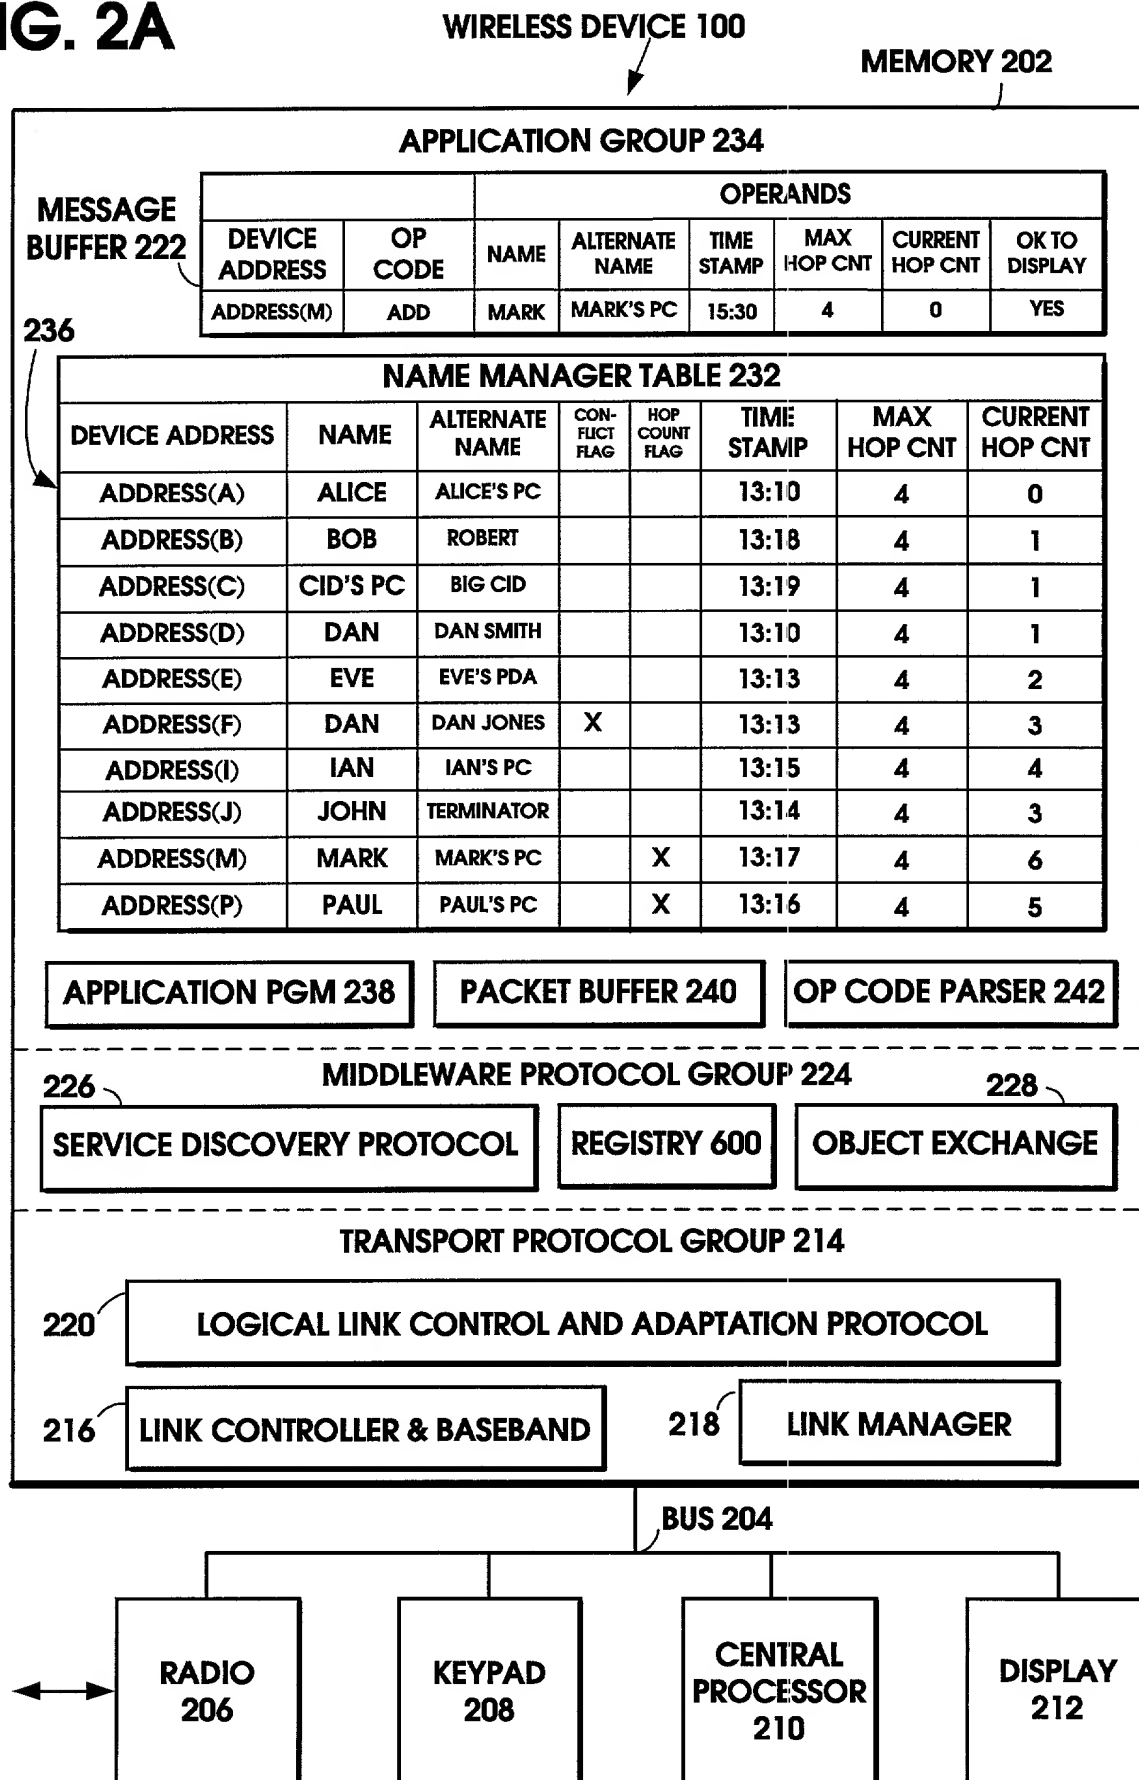 IG. 2A
WIRELESS DEVICE 100
MEMORY 202
APPLICATION GROUP 234
MESSAGE BUFFER 222
OPERANDS
DEVICE ADDRESS OP CODE NAME ALTERNATE NAME TIME STAMP MAX HOP CNT CURRENT HOP CNT OK TO DISPLAY
ADDRESS(M) ADD MARK MARK'S PC 15:30 4 0 YES
236
NAME MANAGER TABLE 232
DEVICE ADDRESS NAME ALTERNATE NAME CON-FLICT FLAG HOP COUNT FLAG TIME STAMP MAX HOP CNT CURRENT HOP CNT
ADDRESS(A) ALICE ALICE'S PC 13:10 4 0
ADDRESS(B) BOB ROBERT 13:18 4 1
ADDRESS(C) CID'S PC BIG CID 13:19 4 1
ADDRESS(D) DAN DAN SMITH 13:10 4 1
ADDRESS(E) EVE EVE'S PDA 13:13 4 2
ADDRESS(F) DAN DAN JONES X 13:13 4 3
ADDRESS(I) IAN IAN'S PC 13:15 4 4
ADDRESS(J) JOHN TERMINATOR 13:14 4 3
ADDRESS(M) MARK MARK'S PC X 13:17 4 6
ADDRESS(P) PAUL PAUL'S PC X 13:16 4 5
APPLICATION PGM 238 PACKET BUFFER 240 OP CODE PARSER 242
MIDDLEWARE PROTOCOL GROUP 224
226 228
SERVICE DISCOVERY PROTOCOL REGISTRY 600 OBJECT EXCHANGE
TRANSPORT PROTOCOL GROUP 214
220 LOGICAL LINK CONTROL AND ADAPTATION PROTOCOL
216 LINK CONTROLLER & BASEBAND 218 LINK MANAGER
BUS 204
RADIO 206
KEYPAD 208
CENTRAL PROCESSOR 210
DISPLAY 212